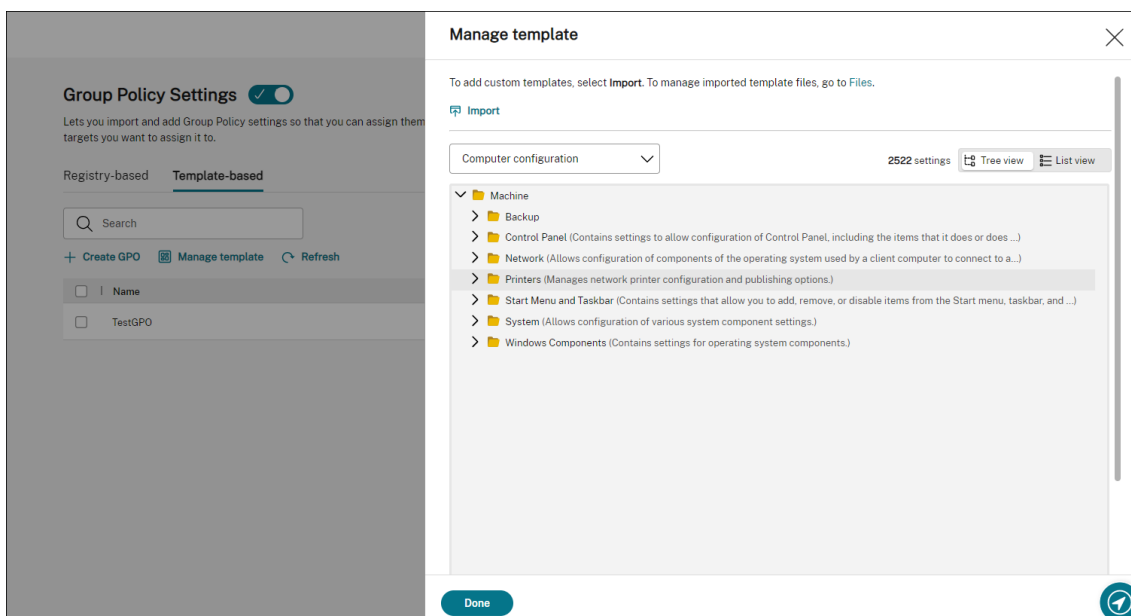 Group Policy Settings
Lets you import and add Group Policy settings so that you can assign them
targets you want to assign it to.
Registry-based
Template-based
Search
Create GPO
Manage template
Refresh
Name
TestGPO
Manage template
To add custom templates, select Import. To manage imported template files, go to Files.
Import
Computer configuration
2522 settings
Tree view
List view
Machine
Backup
Control Panel (Contains settings to allow configuration of Control Panel, including the items that it does or does ...)
Network (Allows configuration of components of the operating system used by a client computer to connect to a...)
Printers (Manages network printer configuration and publishing options.)
Start Menu and Taskbar (Contains settings that allow you to add, remove, or disable items from the Start menu, taskbar, and ...)
System (Allows configuration of various system component settings.)
Windows Components (Contains settings for operating system components.)
Done